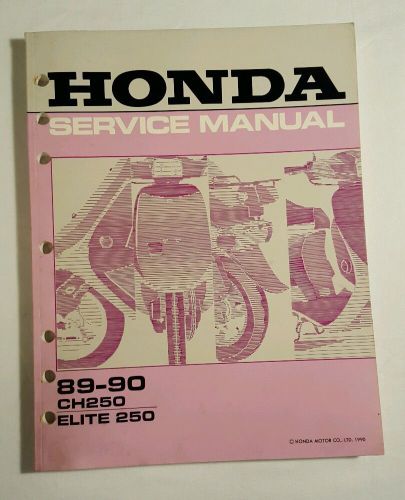 HONDA
SERVICE MANUAL
89-90
CH250
ELITE 250
© HONDA MOTOR CO., LTD. 1990